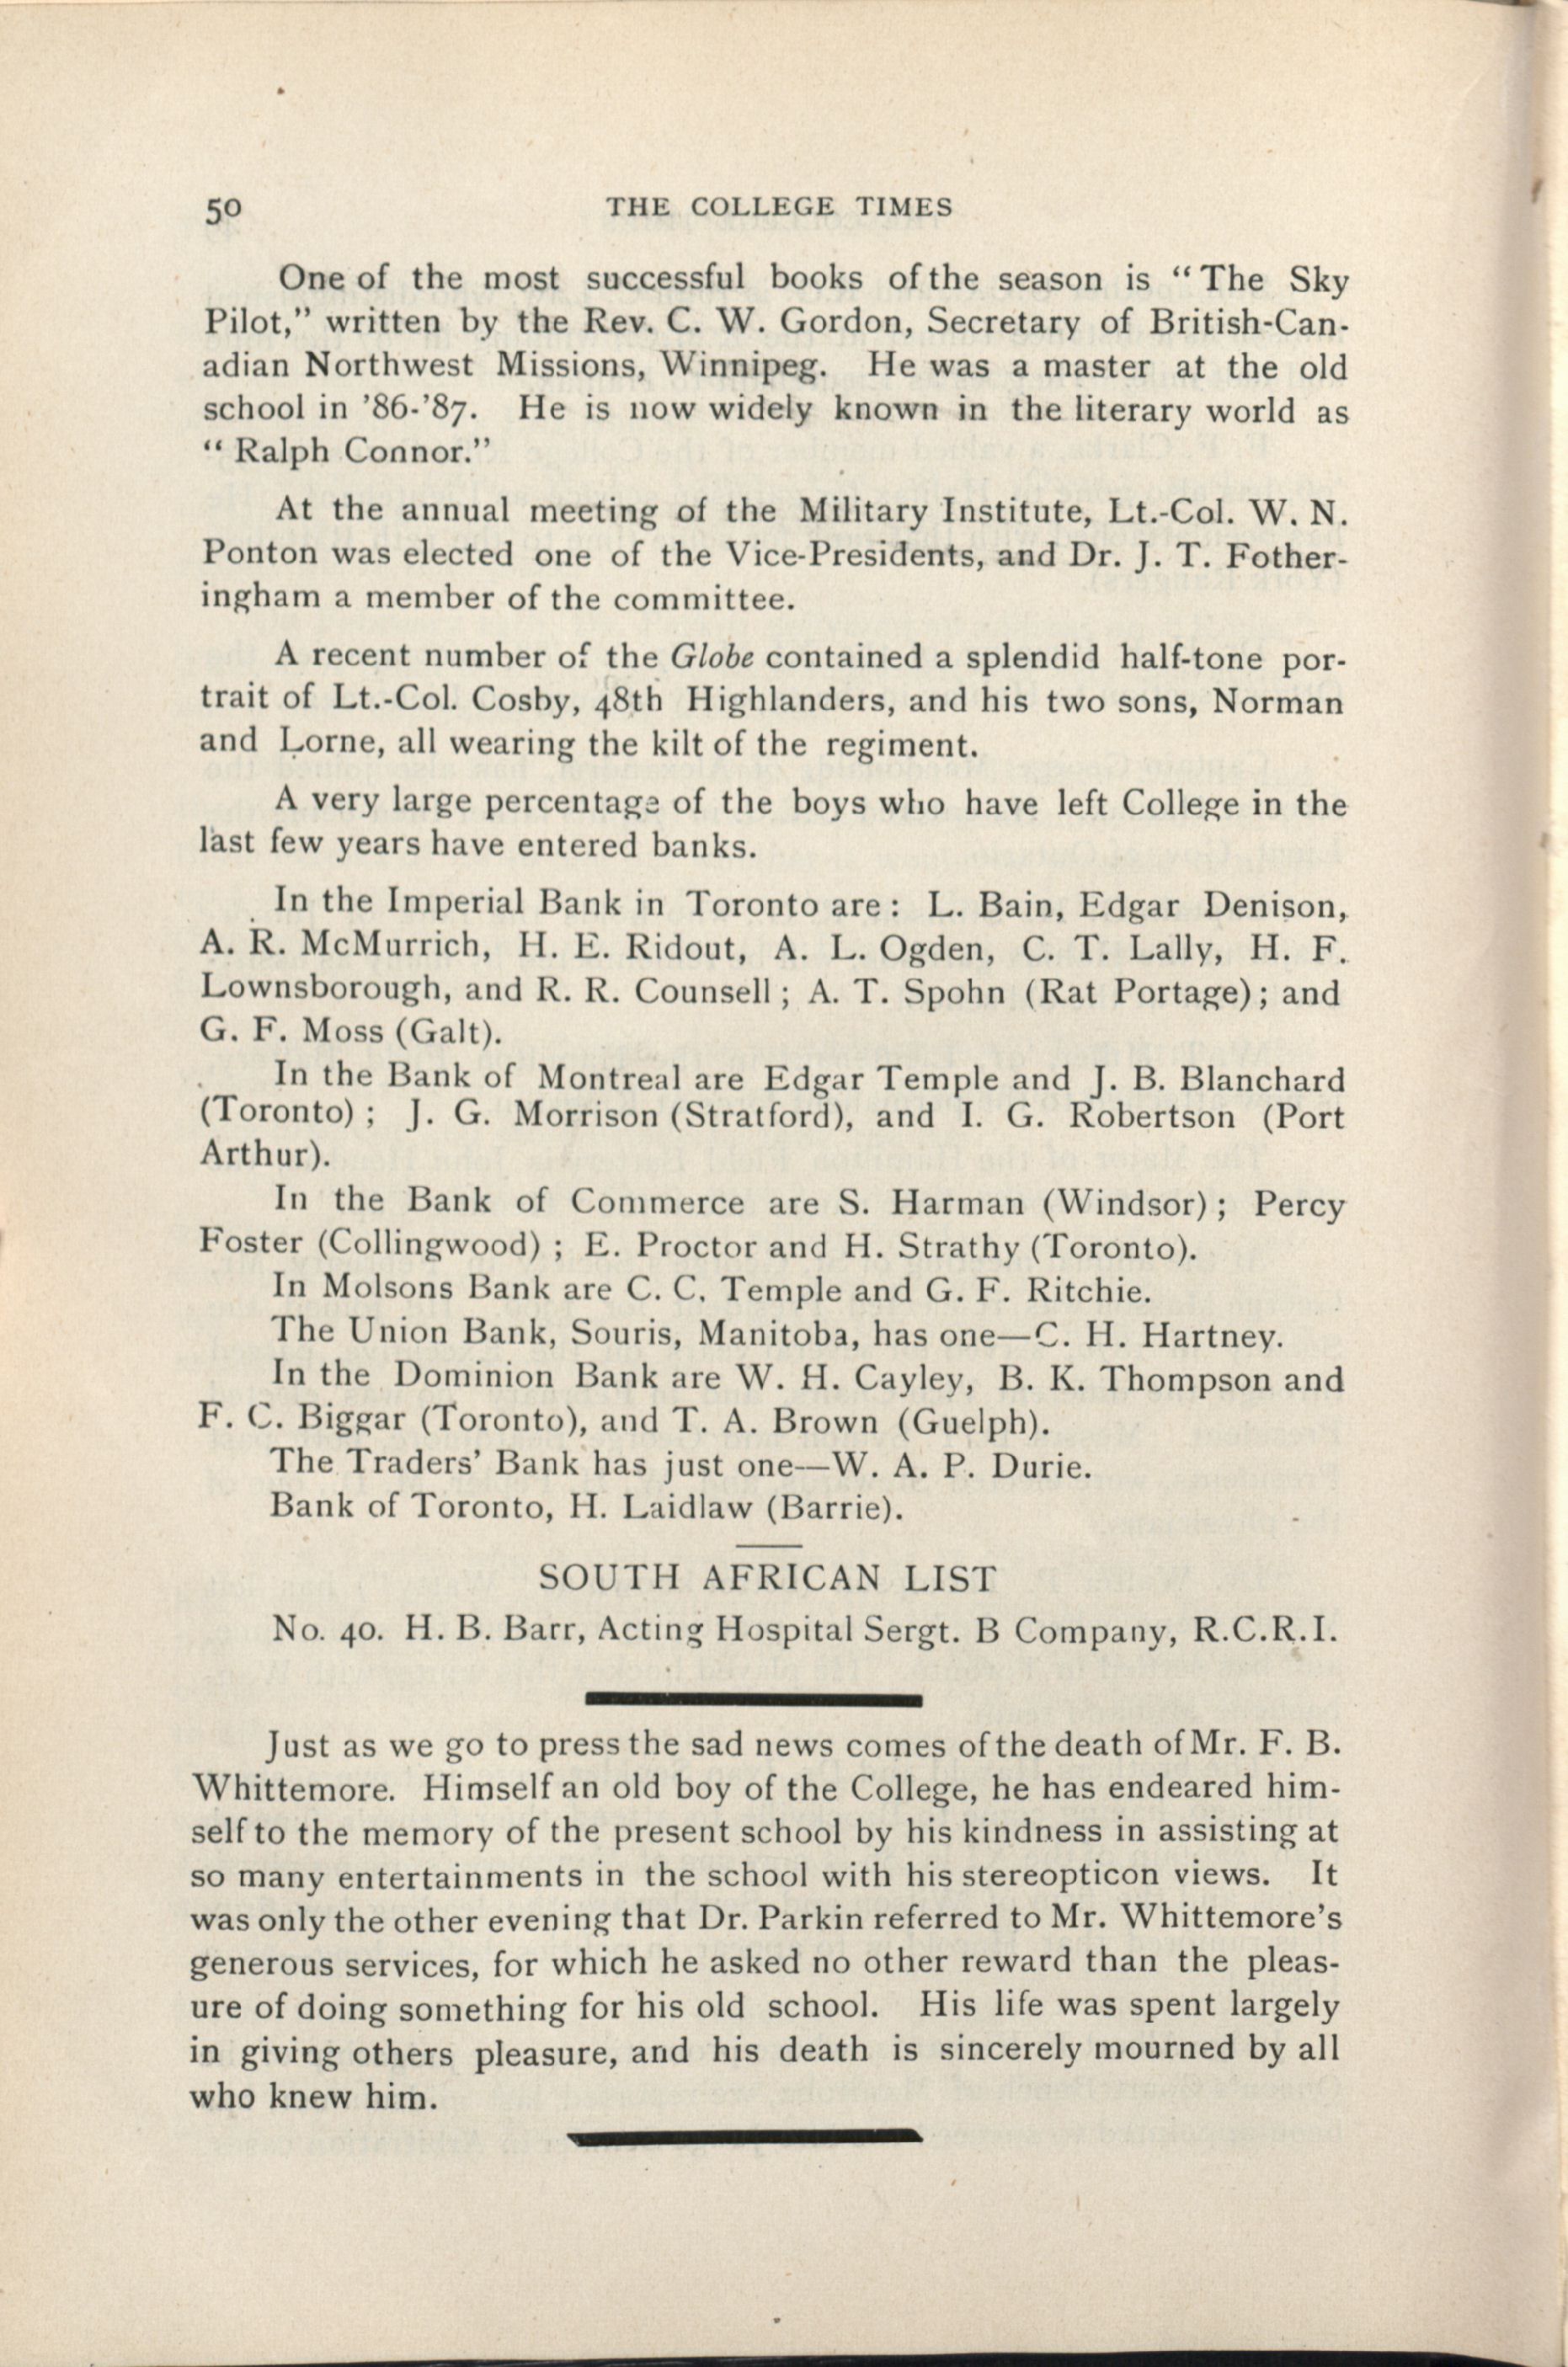 50
THE COLLEGE TIMES
One of the most successful books of the season is “The Sky
Pilot,” written by the Rev. C. W. Gordon, Secretary of British-Can-
adian Northwest Missions, Winnipeg. He was a master at the old
school in ’86-’87. He is now widely known in the literary world as
“Ralph Connor.”
At the annual meeting of the Military Institute, Lt.-Col. W. N.
Ponton was elected one of the Vice-Presidents, and Dr. J. T. Fother-
ingham a member of the committee.
A recent number of the Globe contained a splendid half-tone por-
trait of Lt.-Col. Cosby, 48th Highlanders, and his two sons, Norman
and Lorne, all wearing the kilt of the regiment.
A very large percentage of the boys who have left College in the
last few years have entered banks.
In the Imperial Bank in Toronto are: L. Bain, Edgar Denison,
A. R. McMurrich, H. E. Ridout, A. L. Ogden, C. T. Lally, H. F.
Lownsborough, and R. R. Counsell; A. T. Spohn (Rat Portage); and
G. F. Moss (Galt).
In the Bank of Montreal are Edgar Temple and J. B. Blanchard
(Toronto); J. G. Morrison (Stratford), and I. G. Robertson (Port
Arthur).
In the Bank of Commerce are S. Harman (Windsor); Percy
Foster (Collingwood); E. Proctor and H. Strathy (Toronto).
In Molsons Bank are C. C. Temple and G. F. Ritchie.
The Union Bank, Souris, Manitoba, has one—C. H. Hartney.
In the Dominion Bank are W. H. Cayley, B. K. Thompson and
F. C. Biggar (Toronto), and T. A. Brown (Guelph).
The Traders’ Bank has just one—W. A. P. Durie.
Bank of Toronto, H. Laidlaw (Barrie).
SOUTH AFRICAN LIST
No. 40. H. B. Barr, Acting Hospital Sergt. B Company, R.C.R.I.
Just as we go to press the sad news comes of the death of Mr. F. B.
Whittemore. Himself an old boy of the College, he has endeared him-
self to the memory of the present school by his kindness in assisting at
so many entertainments in the school with his stereopticon views. It
was only the other evening that Dr. Parkin referred to Mr. Whittemore’s
generous services, for which he asked no other reward than the pleas-
ure of doing something for his old school. His life was spent largely
in giving others pleasure, and his death is sincerely mourned by all
who knew him.